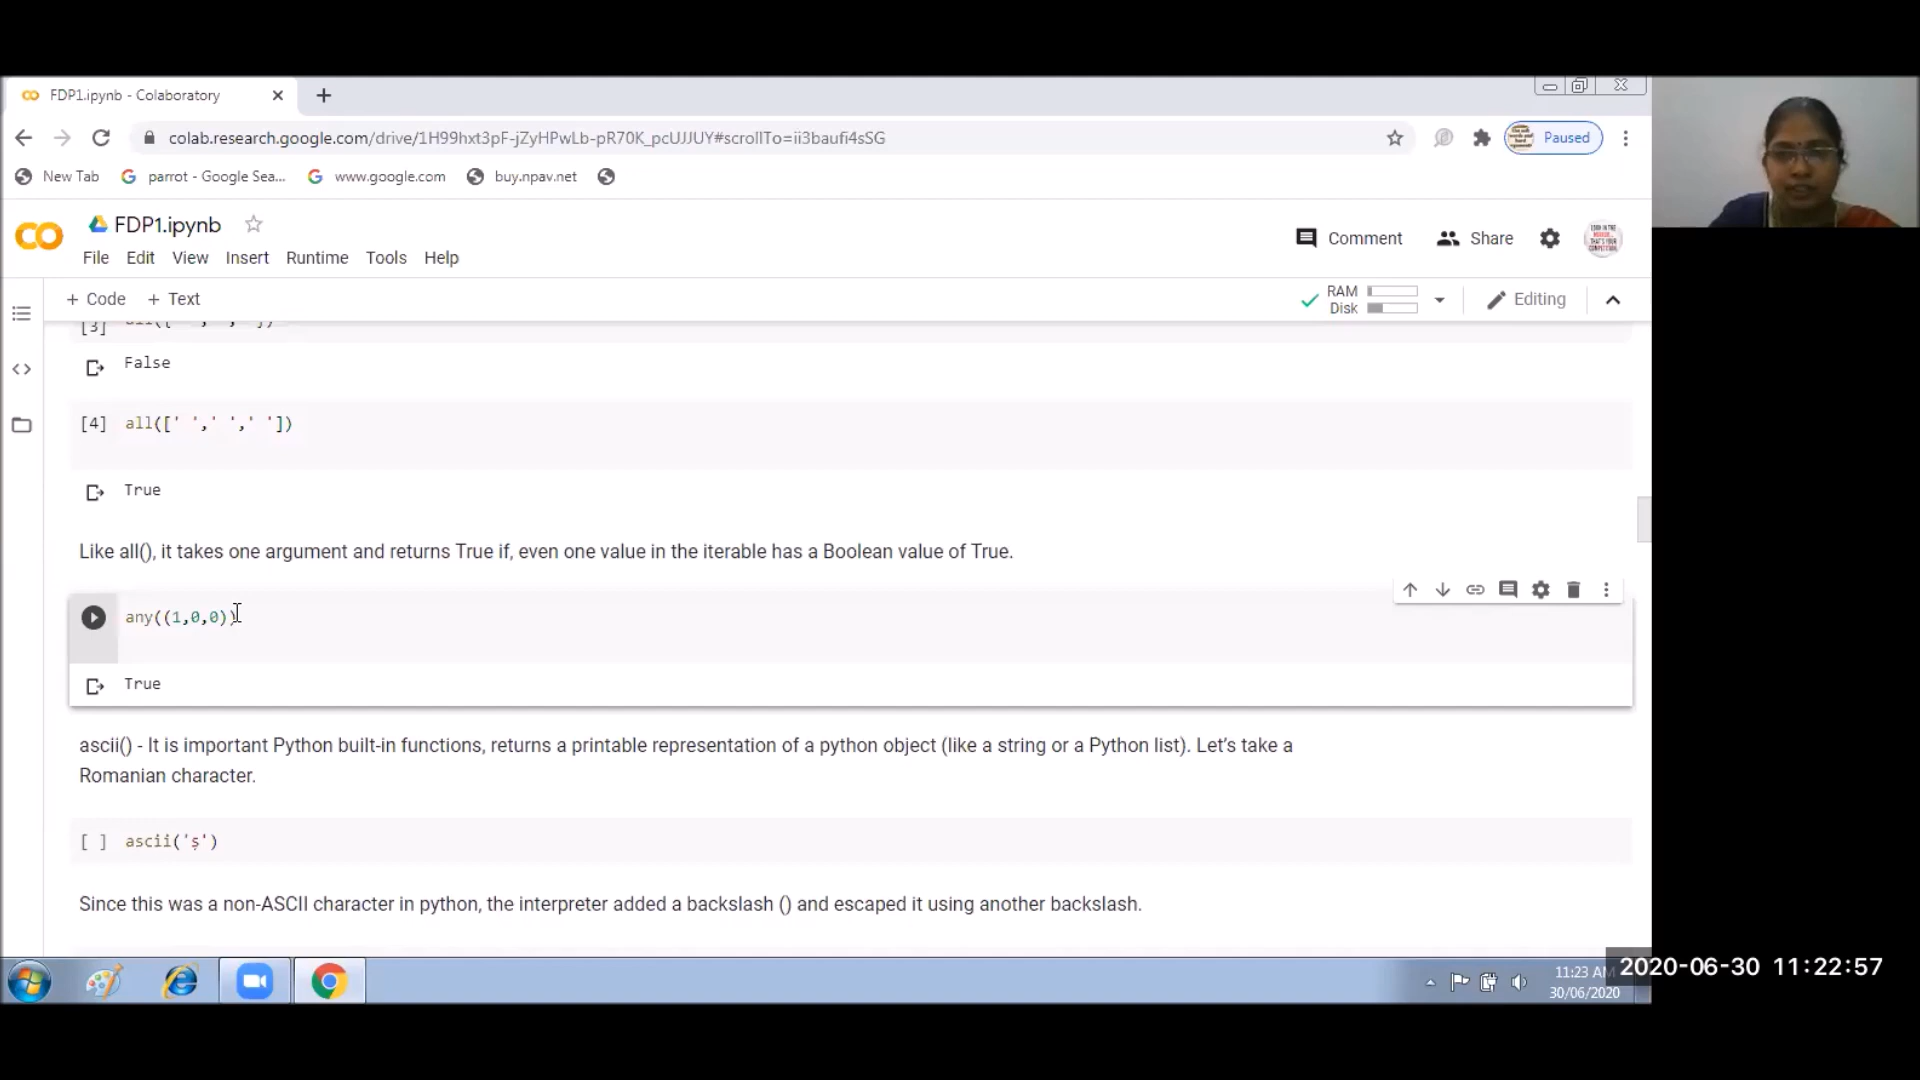 FDP1.ipynb - Colaboratory
colab.research.google.com/drive/1H99hxt3pF-jZyHPwLb-pR70K_pcUJJUY#scrollTo=ii3baufi4sSG
Paused
New Tab parrot - Google Sea... www.google.com buy.npav.net
CO FDP1.ipynb
Comment Share
File Edit View Insert Runtime Tools Help
+ Code + Text
RAM
Disk
Editing
[3]
False
[4] all([' ',' ',' '])
True
Like all(), it takes one argument and returns True if, even one value in the iterable has a Boolean value of True.
any((1,0,0))
True
ascii() - It is important Python built-in functions, returns a printable representation of a python object (like a string or a Python list). Let’s take a
Romanian character.
[ ] ascii('ș')
Since this was a non-ASCII character in python, the interpreter added a backslash () and escaped it using another backslash.
11:23 AM
30/06/2020
2020-06-30 11:22:57